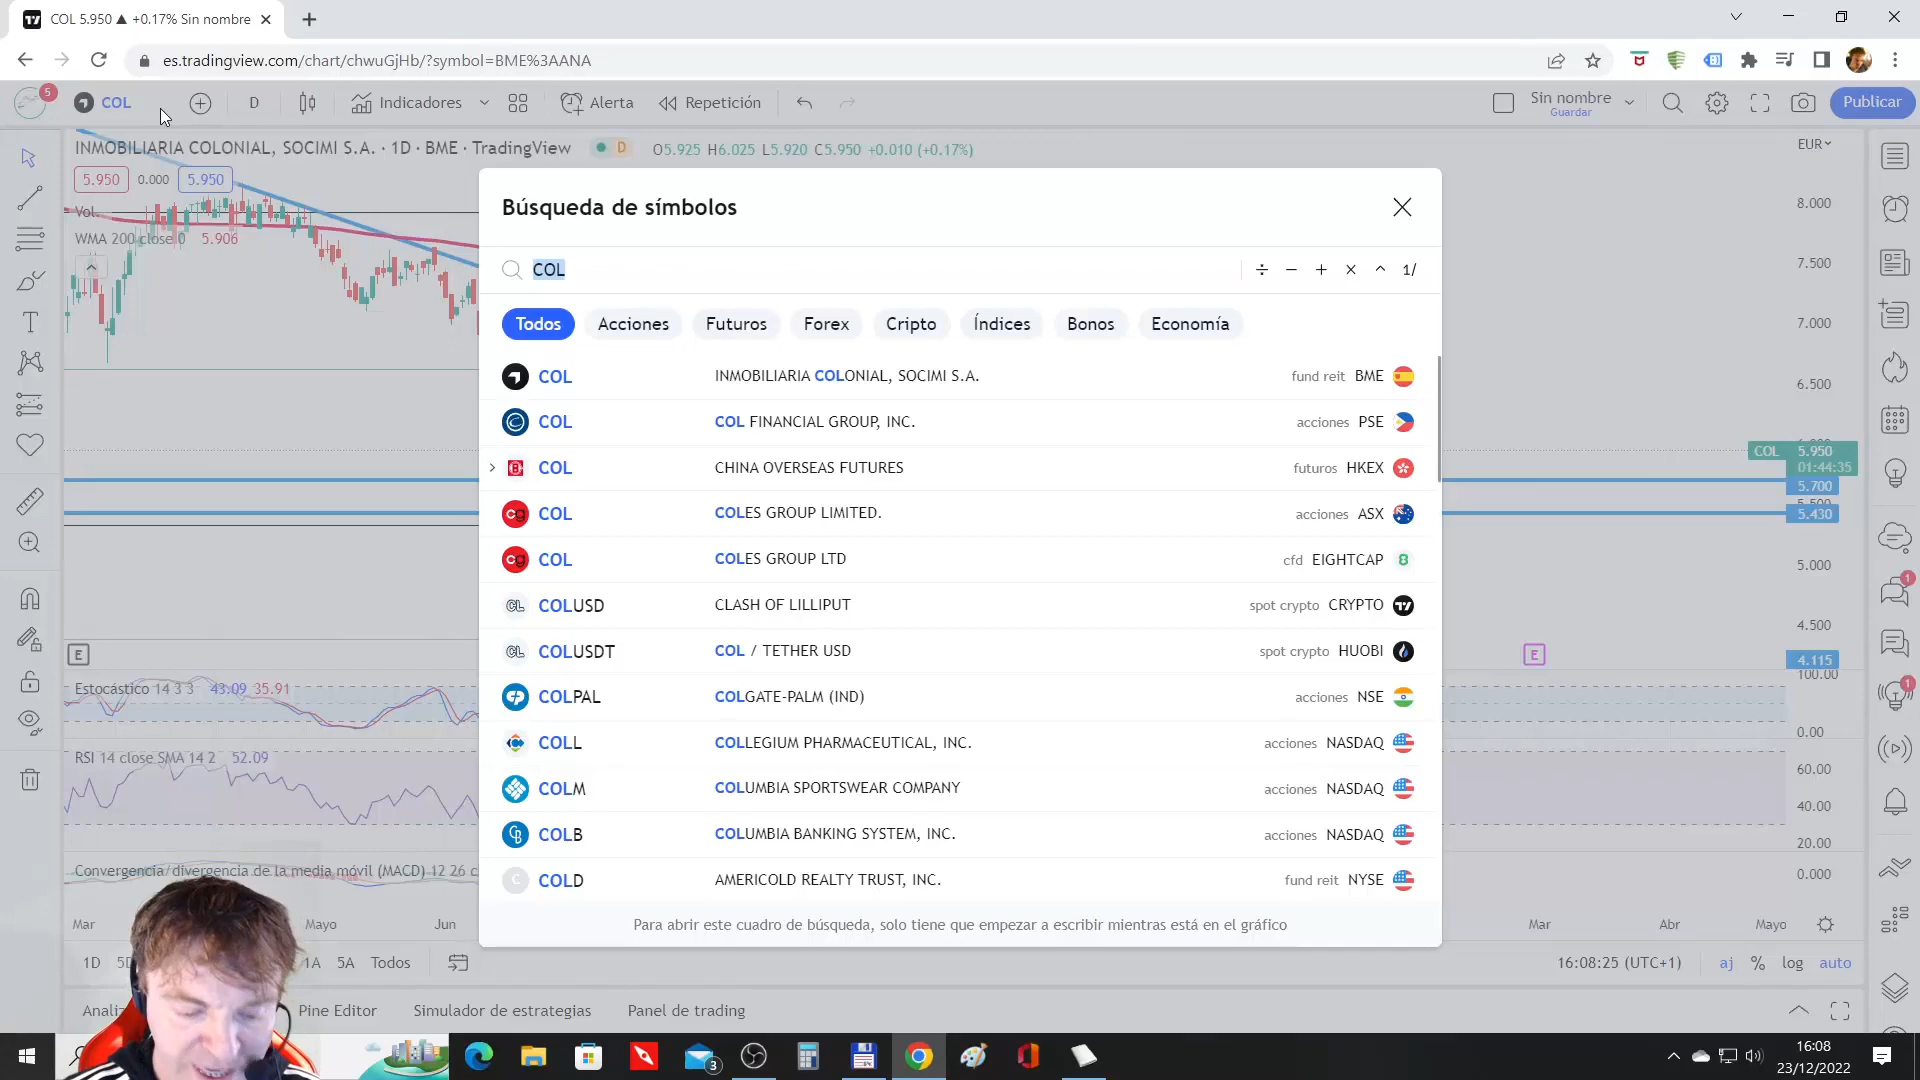 COL 5.950 ▲ +0.17% Sin nombre
es.tradingview.com/chart/chwuGjHb/?symbol=BME%3AANA
5 COL D Indicadores Alerta Repetición Sin nombre Guardar Publicar
INMOBILIARIA COLONIAL, SOCIMI S.A. · 1D · BME · TradingView D O5.925 H6.025 L5.920 C5.950 +0.010 (+0.17%) EUR
5.950 0.000 5.950
Vol.
WMA 200 close 0 5.906
Búsqueda de símbolos
COL
÷ − + × ^ 1/
Todos Acciones Futuros Forex Cripto Índices Bonos Economía
COL INMOBILIARIA COLONIAL, SOCIMI S.A. fund reit BME
COL COL FINANCIAL GROUP, INC. acciones PSE
COL CHINA OVERSEAS FUTURES futuros HKEX
COL COLES GROUP LIMITED. acciones ASX
COL COLES GROUP LTD cfd EIGHTCAP
COLUSD CLASH OF LILLIPUT spot crypto CRYPTO
COLUSDT COL / TETHER USD spot crypto HUOBI
COLPAL COLGATE-PALM (IND) acciones NSE
COLL COLLEGIUM PHARMACEUTICAL, INC. acciones NASDAQ
COLM COLUMBIA SPORTSWEAR COMPANY acciones NASDAQ
COLB COLUMBIA BANKING SYSTEM, INC. acciones NASDAQ
COLD AMERICOLD REALTY TRUST, INC. fund reit NYSE
Para abrir este cuadro de búsqueda, solo tiene que empezar a escribir mientras está en el gráfico
8.000
7.500
7.000
6.500
COL 5.950
01:44:35
5.700
5.430
5.000
4.500
4.115
100.00
0.00
60.00
40.00
20.00
0.000
E
E
Estocástico 14 3 3 43.09 35.91
RSI 14 close SMA 14 2 52.09
Convergencia/divergencia de la media móvil (MACD) 12 26 c
Mar Mayo Jun Mar Abr Mayo
1D 1A 5A Todos 16:08:25 (UTC+1) aj % log auto
Pine Editor Simulador de estrategias Panel de trading
3
1
1
16:08
23/12/2022